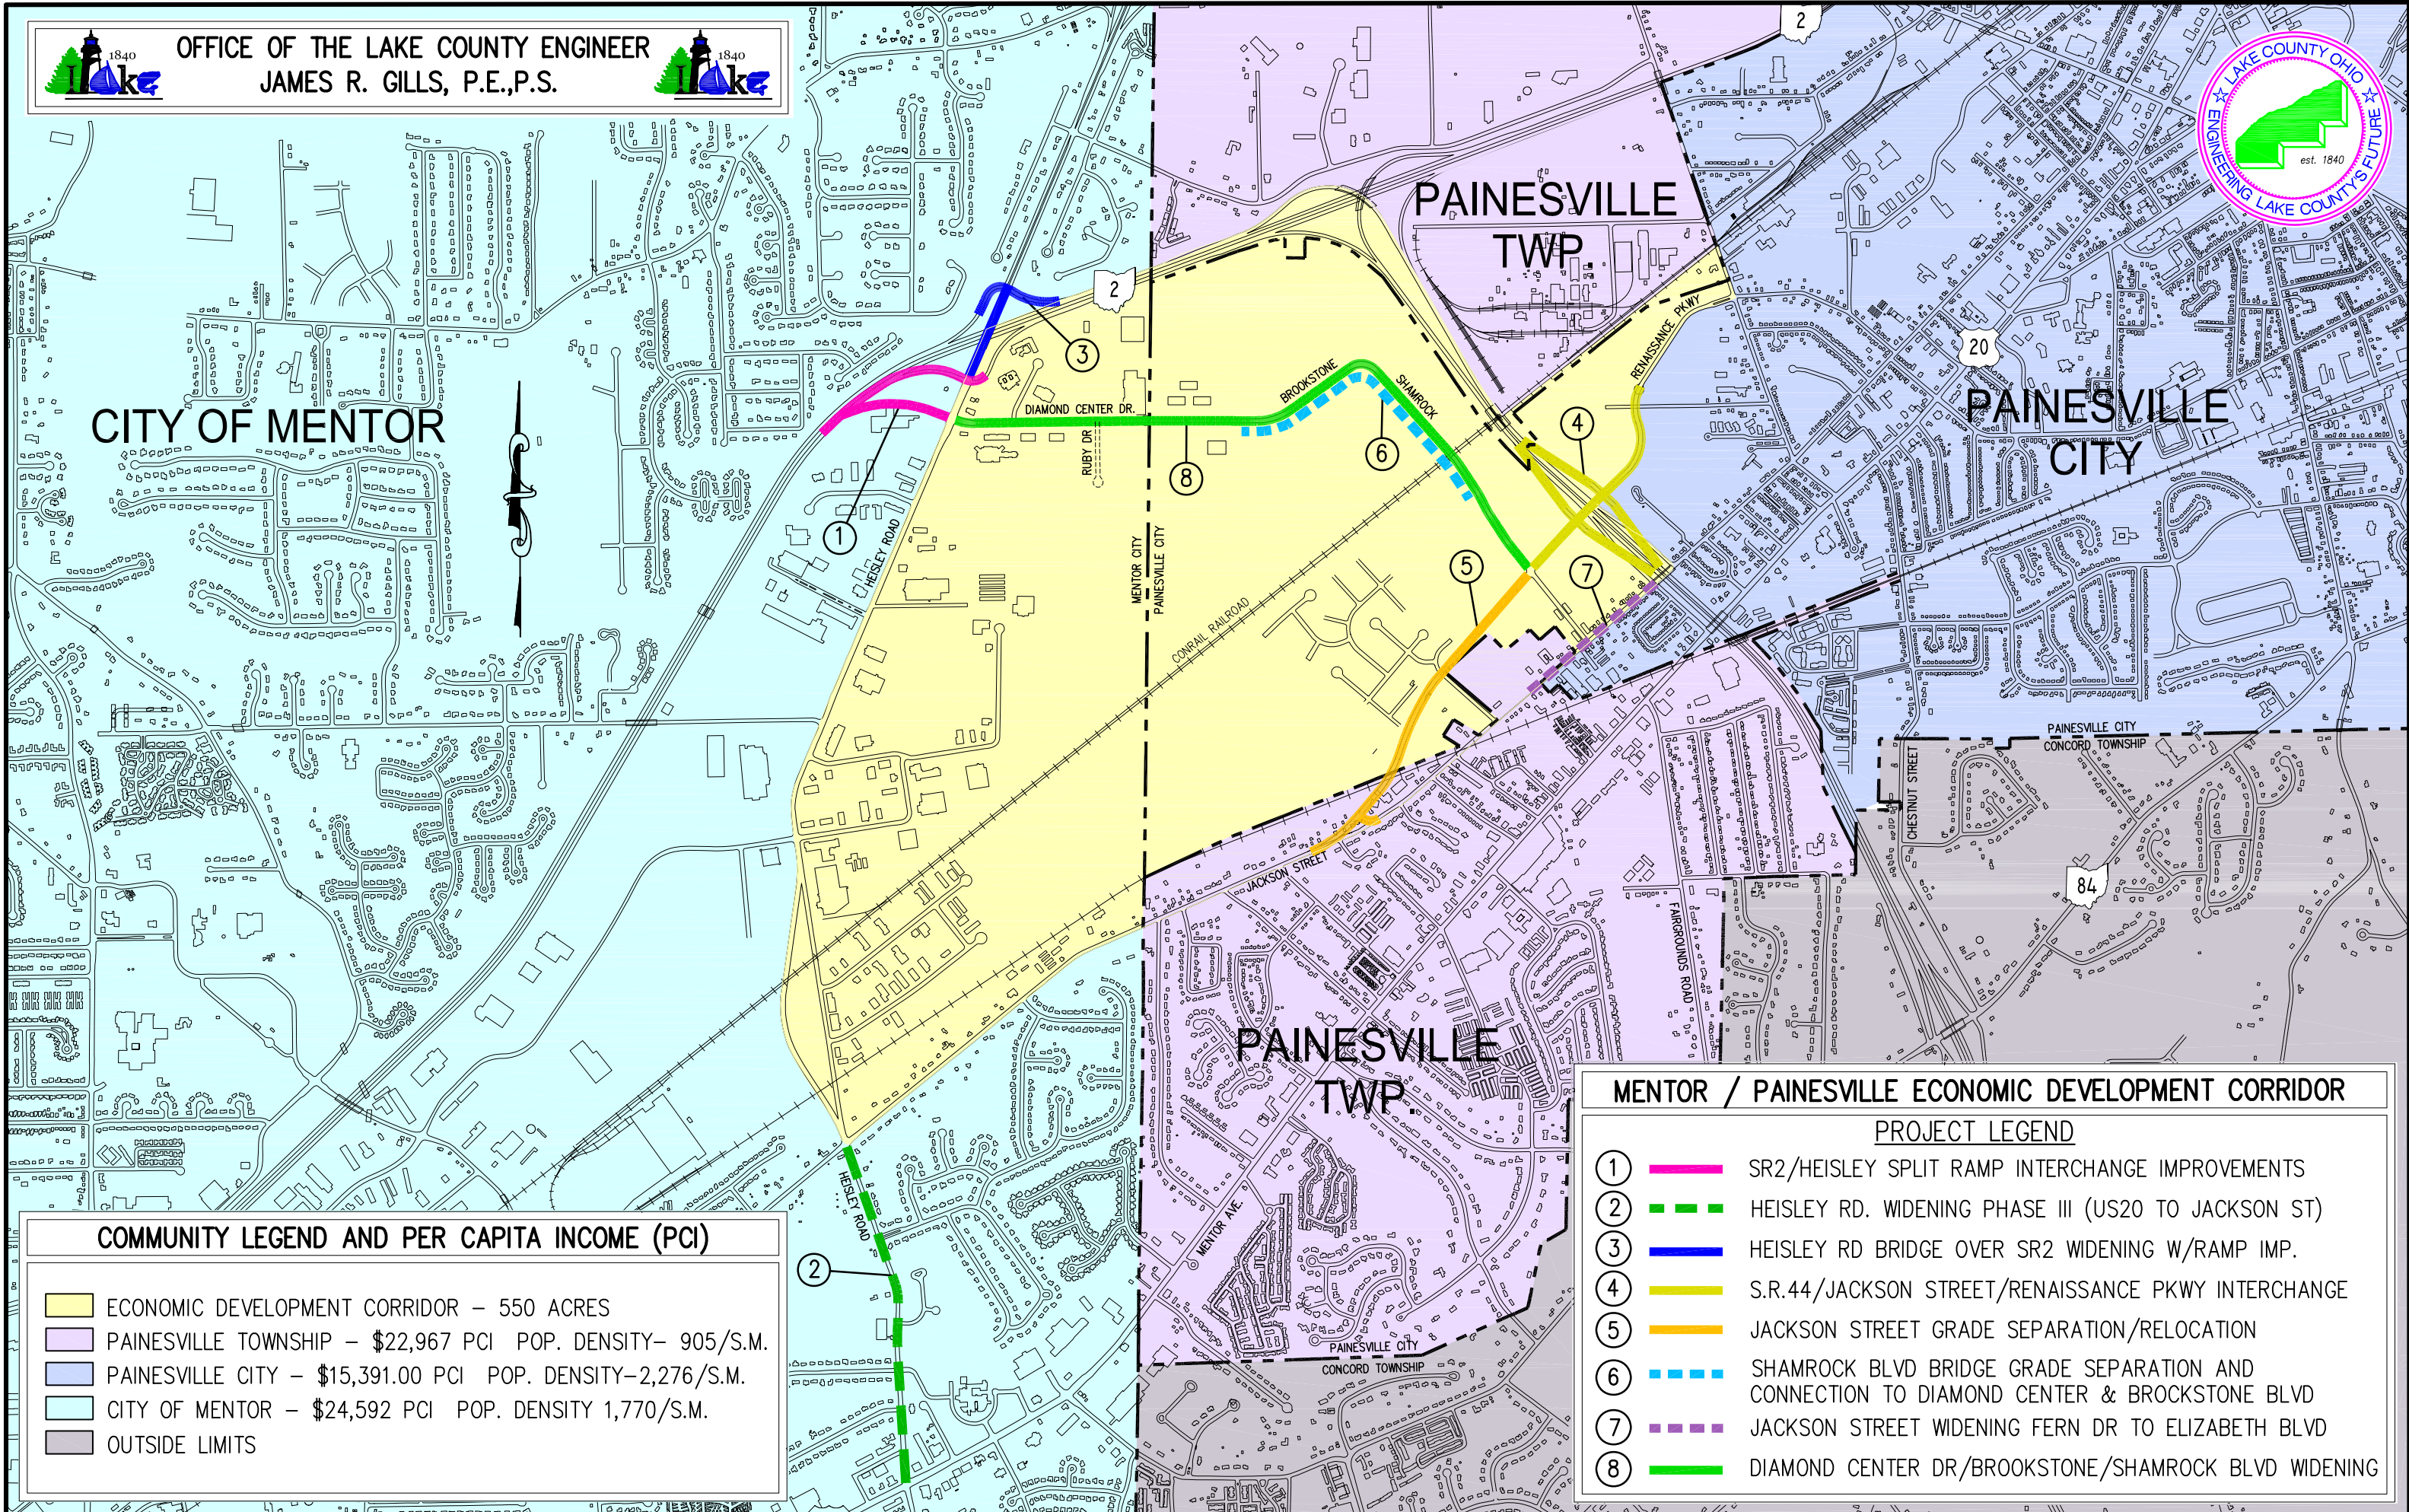 1840
Lake
OFFICE OF THE LAKE COUNTY ENGINEER
JAMES R. GILLS, P.E.,P.S.
1840
Lake
2
LAKE COUNTY OHIO
ENGINEERING LAKE COUNTY'S FUTURE
est. 1840
PAINESVILLE
TWP.
2
3
RENAISSANCE PKWY
20
CITY OF MENTOR
PAINESVILLE
CITY
BROOKSTONE
SHAMROCK
DIAMOND CENTER DR.
RUBY DR
4
6
8
1
HEISLEY ROAD
MENTOR CITY
PAINESVILLE CITY
5
7
CONRAIL RAILROAD
PAINESVILLE CITY
CONCORD TOWNSHIP
CHESTNUT STREET
JACKSON STREET
84
FAIRGROUNDS ROAD
PAINESVILLE
TWP.
HEISLEY ROAD
2
MENTOR AVE.
PAINESVILLE CITY
CONCORD TOWNSHIP
COMMUNITY LEGEND AND PER CAPITA INCOME (PCI)
ECONOMIC DEVELOPMENT CORRIDOR – 550 ACRES
PAINESVILLE TOWNSHIP – $22,967 PCI POP. DENSITY– 905/S.M.
PAINESVILLE CITY – $15,391.00 PCI POP. DENSITY–2,276/S.M.
CITY OF MENTOR – $24,592 PCI POP. DENSITY 1,770/S.M.
OUTSIDE LIMITS
MENTOR / PAINESVILLE ECONOMIC DEVELOPMENT CORRIDOR
PROJECT LEGEND
1 SR2/HEISLEY SPLIT RAMP INTERCHANGE IMPROVEMENTS
2 HEISLEY RD. WIDENING PHASE III (US20 TO JACKSON ST)
3 HEISLEY RD BRIDGE OVER SR2 WIDENING W/RAMP IMP.
4 S.R.44/JACKSON STREET/RENAISSANCE PKWY INTERCHANGE
5 JACKSON STREET GRADE SEPARATION/RELOCATION
6 SHAMROCK BLVD BRIDGE GRADE SEPARATION AND
CONNECTION TO DIAMOND CENTER & BROCKSTONE BLVD
7 JACKSON STREET WIDENING FERN DR TO ELIZABETH BLVD
8 DIAMOND CENTER DR/BROOKSTONE/SHAMROCK BLVD WIDENING